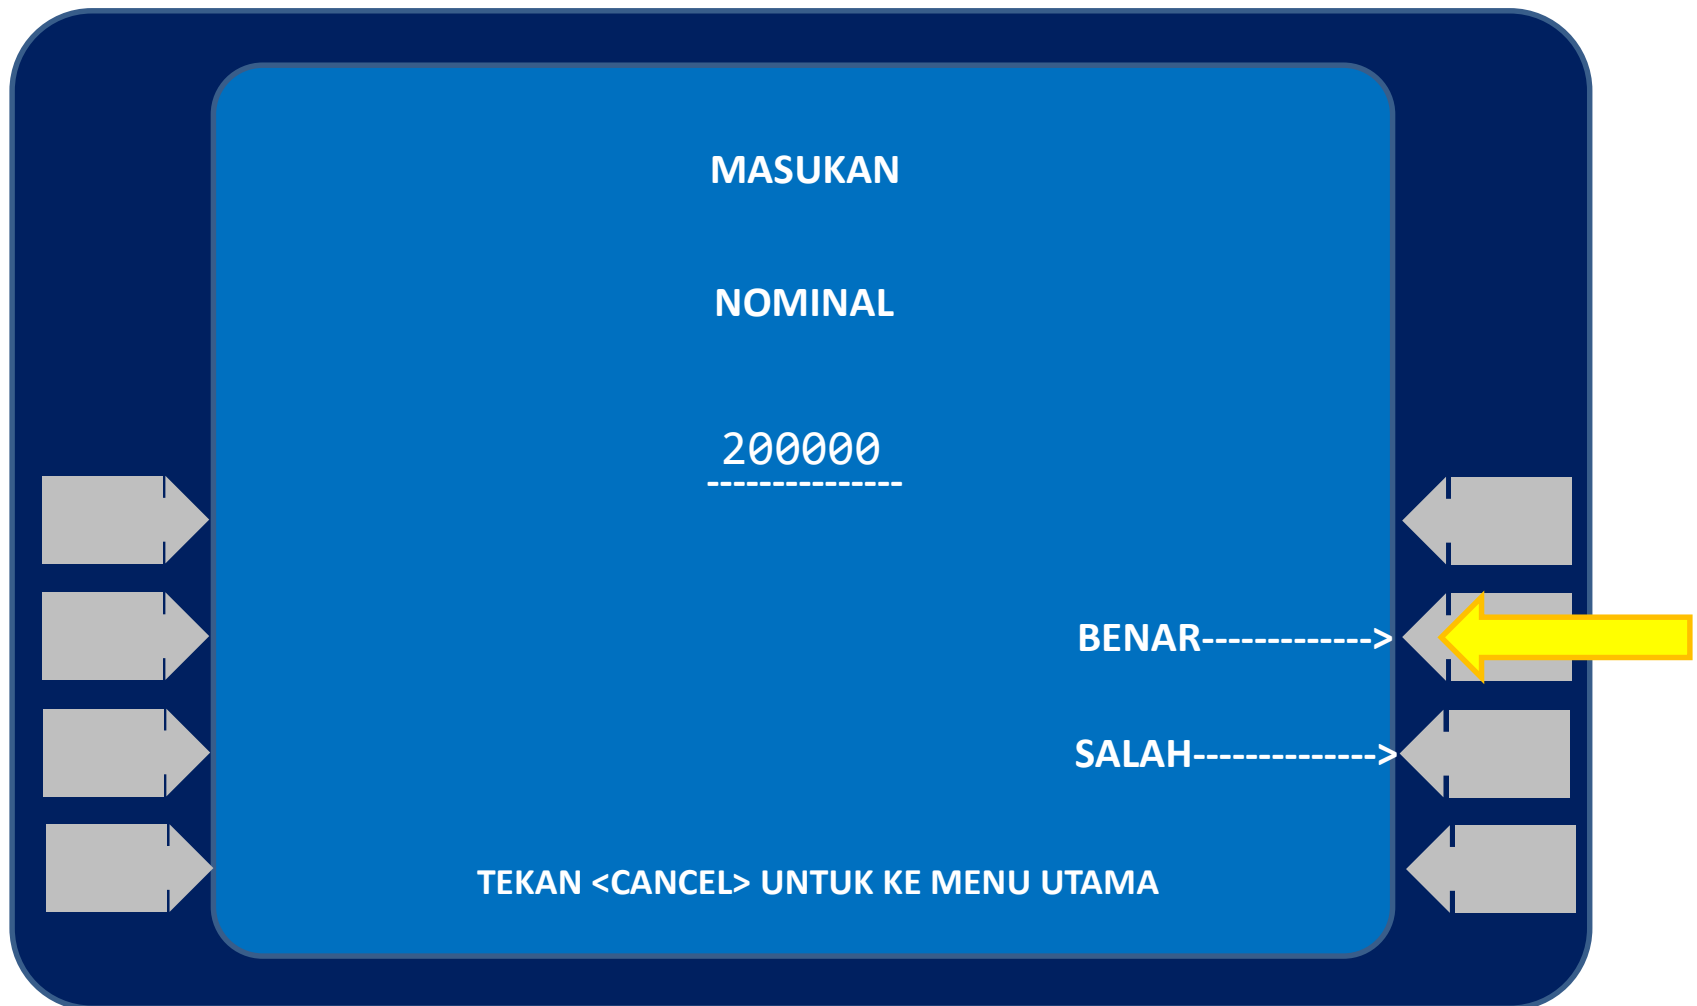 MASUKAN
NOMINAL
200000
---------------
BENAR------------->
SALAH-------------->
TEKAN <CANCEL> UNTUK KE MENU UTAMA